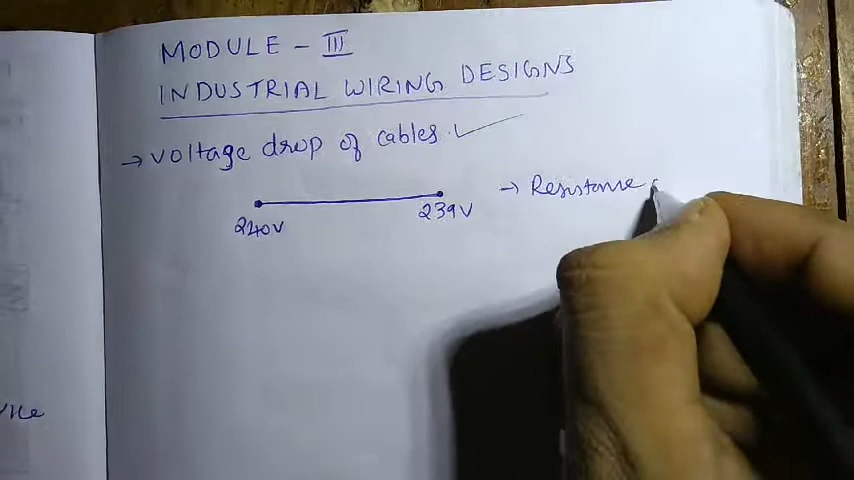 MODULE - III
INDUSTRIAL WIRING DESIGNS
→ Voltage drop of cables.
240V
239V
→ Resistance